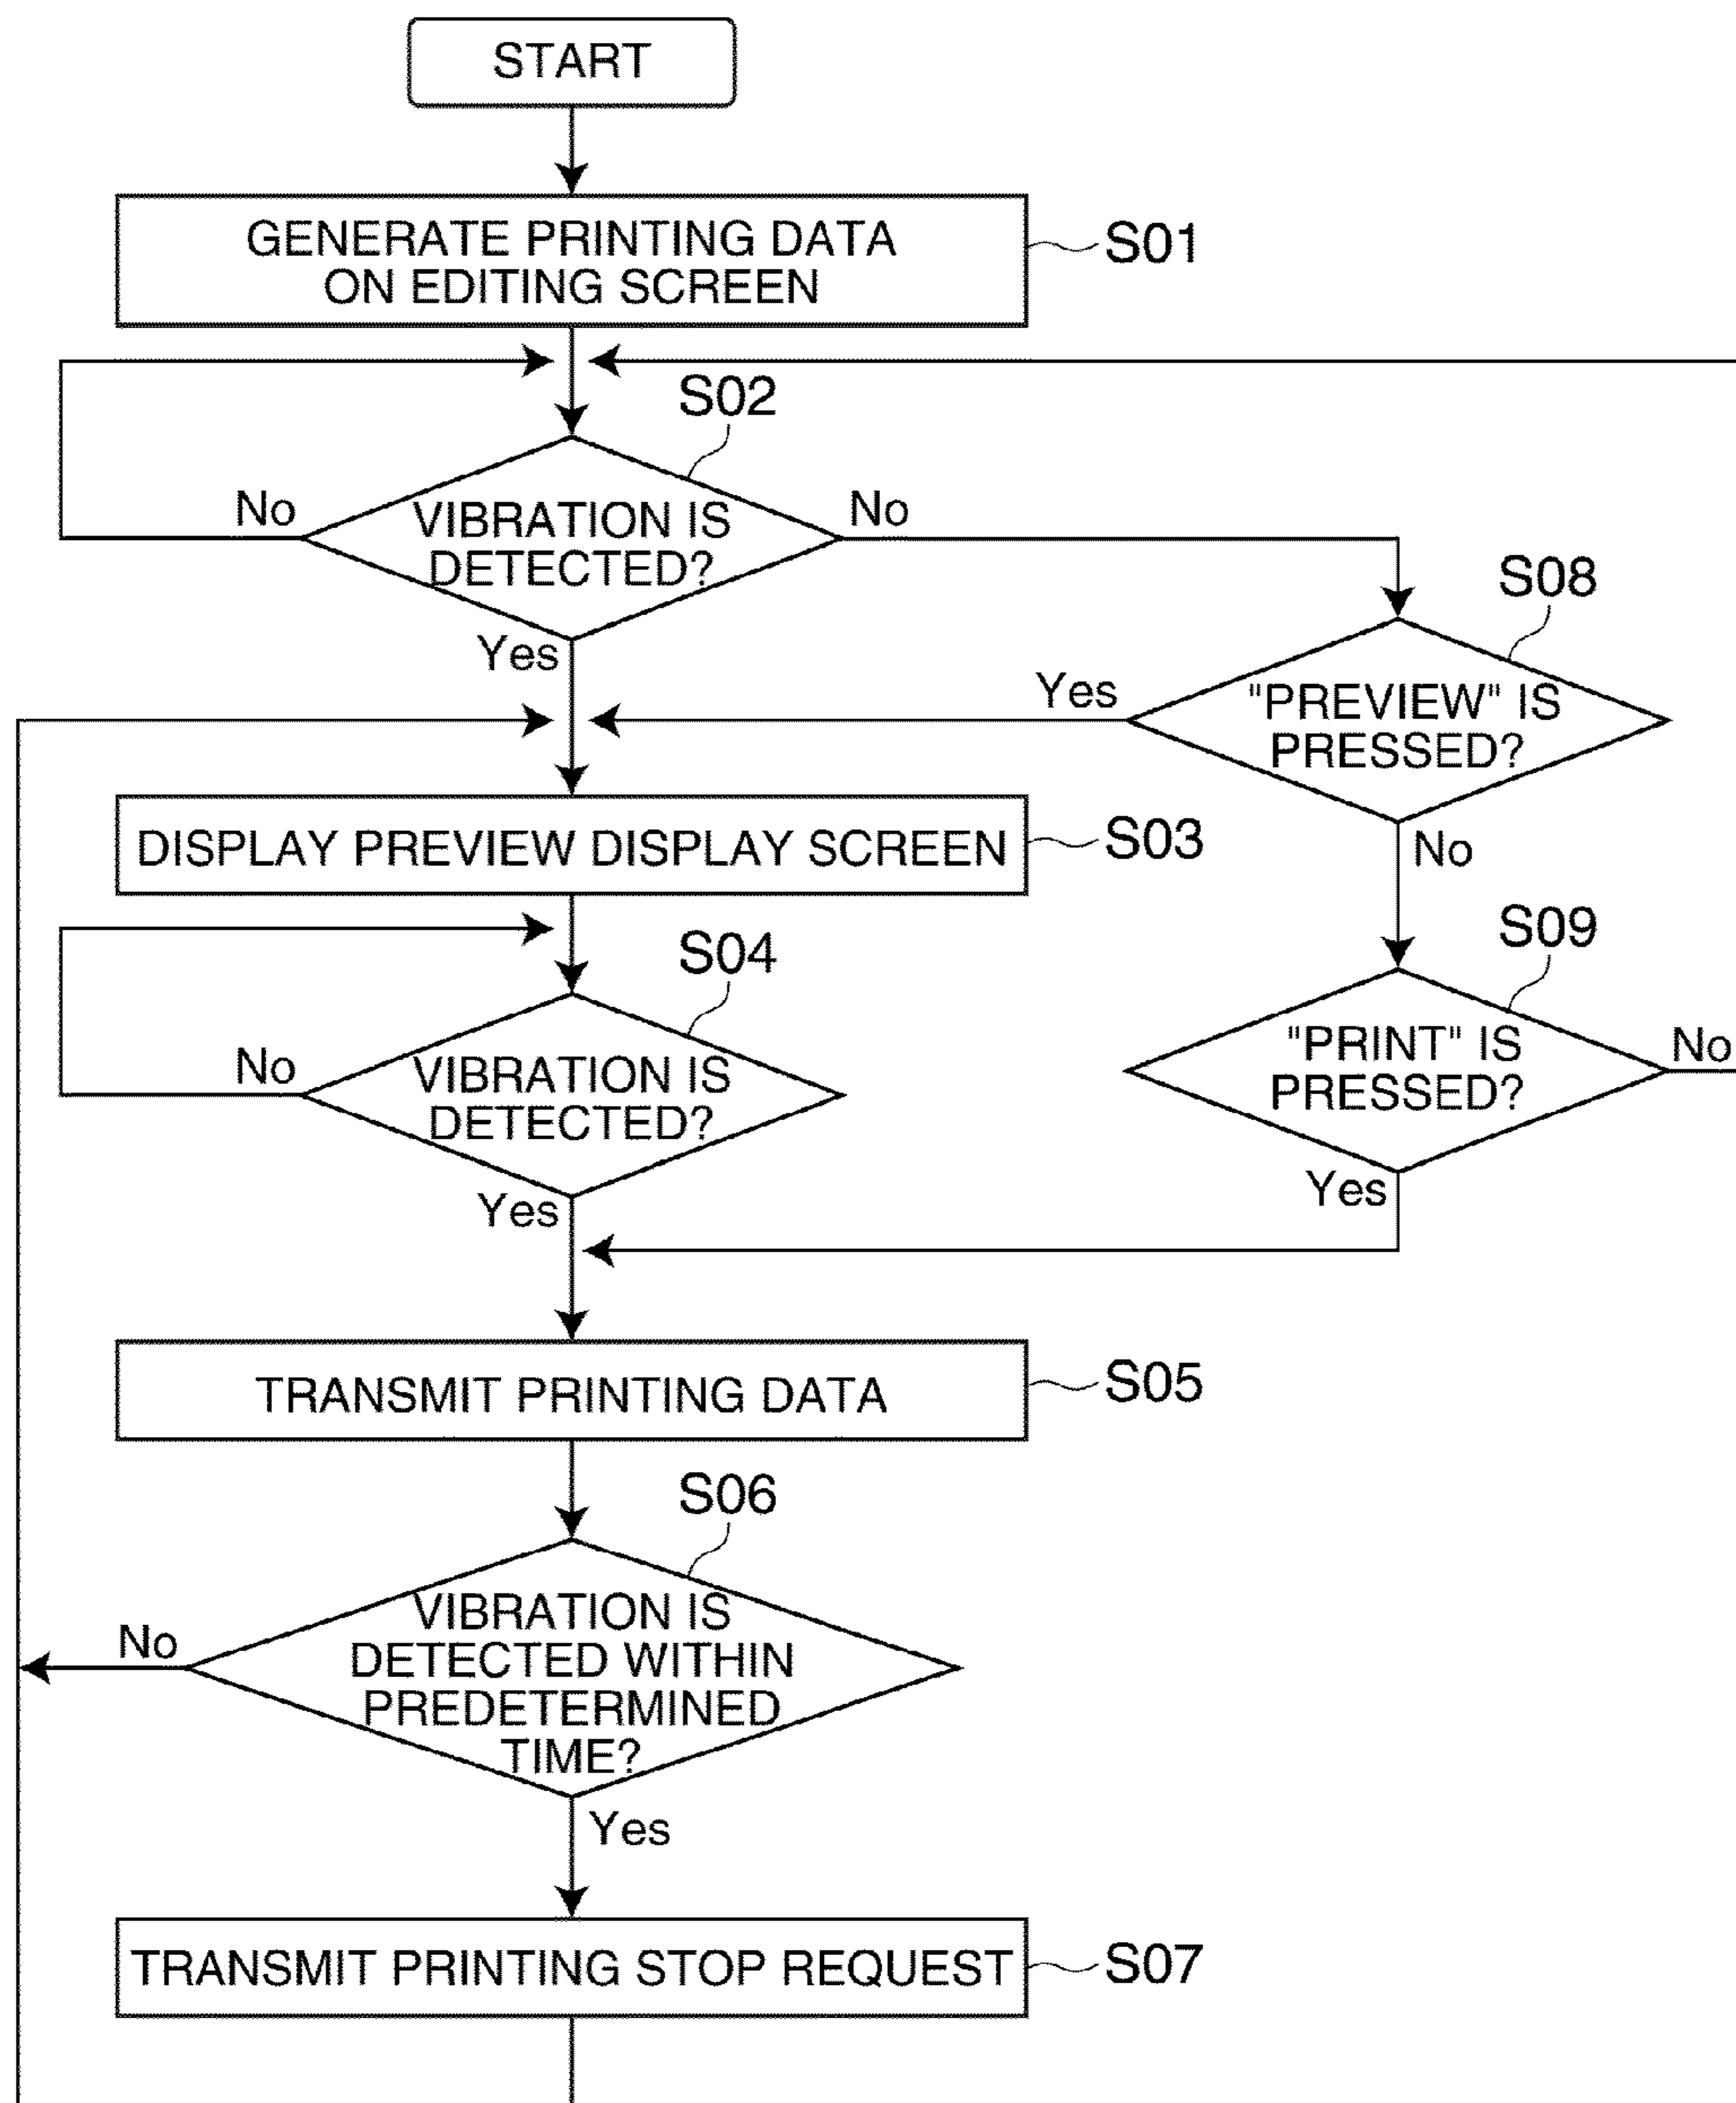 START
GENERATE PRINTING DATA
ON EDITING SCREEN
S01
S02
No
VIBRATION IS
DETECTED?
No
Yes
S08
"PREVIEW" IS
PRESSED?
Yes
No
DISPLAY PREVIEW DISPLAY SCREEN
S03
S04
No
VIBRATION IS
DETECTED?
Yes
S09
"PRINT" IS
PRESSED?
No
Yes
TRANSMIT PRINTING DATA
S05
S06
No
VIBRATION IS
DETECTED WITHIN
PREDETERMINED
TIME?
Yes
TRANSMIT PRINTING STOP REQUEST
S07